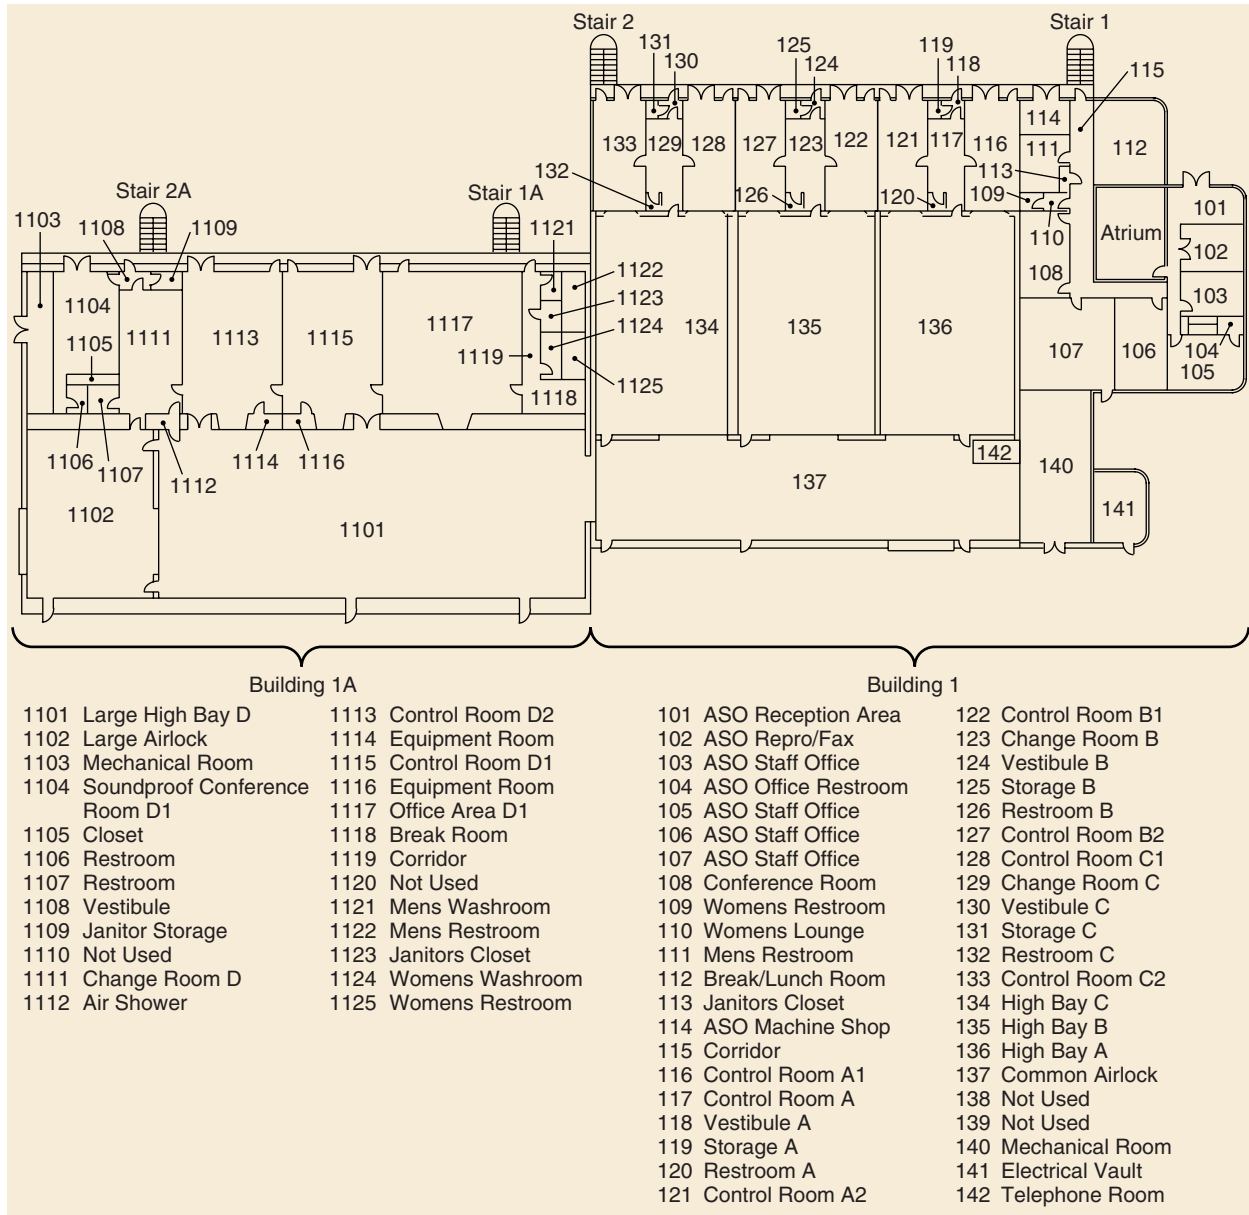 Stair 2
Stair 1
131
130
125
124
119
118
115
133
129
128
127
123
122
121
117
116
114
111
112
113
132
126
120
109
110
101
Atrium
102
108
103
104
105
107
106
134
135
136
142
137
140
141
Stair 2A
Stair 1A
1103
1108
1109
1121
1122
1104
1123
1105
1111
1113
1115
1117
1124
1119
1125
1118
1106
1107
1112
1114
1116
1102
1101
Building 1A
Building 1
1101 Large High Bay D
1102 Large Airlock
1103 Mechanical Room
1104 Soundproof Conference
Room D1
1105 Closet
1106 Restroom
1107 Restroom
1108 Vestibule
1109 Janitor Storage
1110 Not Used
1111 Change Room D
1112 Air Shower
1113 Control Room D2
1114 Equipment Room
1115 Control Room D1
1116 Equipment Room
1117 Office Area D1
1118 Break Room
1119 Corridor
1120 Not Used
1121 Mens Washroom
1122 Mens Restroom
1123 Janitors Closet
1124 Womens Washroom
1125 Womens Restroom
101 ASO Reception Area
102 ASO Repro/Fax
103 ASO Staff Office
104 ASO Office Restroom
105 ASO Staff Office
106 ASO Staff Office
107 ASO Staff Office
108 Conference Room
109 Womens Restroom
110 Womens Lounge
111 Mens Restroom
112 Break/Lunch Room
113 Janitors Closet
114 ASO Machine Shop
115 Corridor
116 Control Room A1
117 Control Room A
118 Vestibule A
119 Storage A
120 Restroom A
121 Control Room A2
122 Control Room B1
123 Change Room B
124 Vestibule B
125 Storage B
126 Restroom B
127 Control Room B2
128 Control Room C1
129 Change Room C
130 Vestibule C
131 Storage C
132 Restroom C
133 Control Room C2
134 High Bay C
135 High Bay B
136 High Bay A
137 Common Airlock
138 Not Used
139 Not Used
140 Mechanical Room
141 Electrical Vault
142 Telephone Room